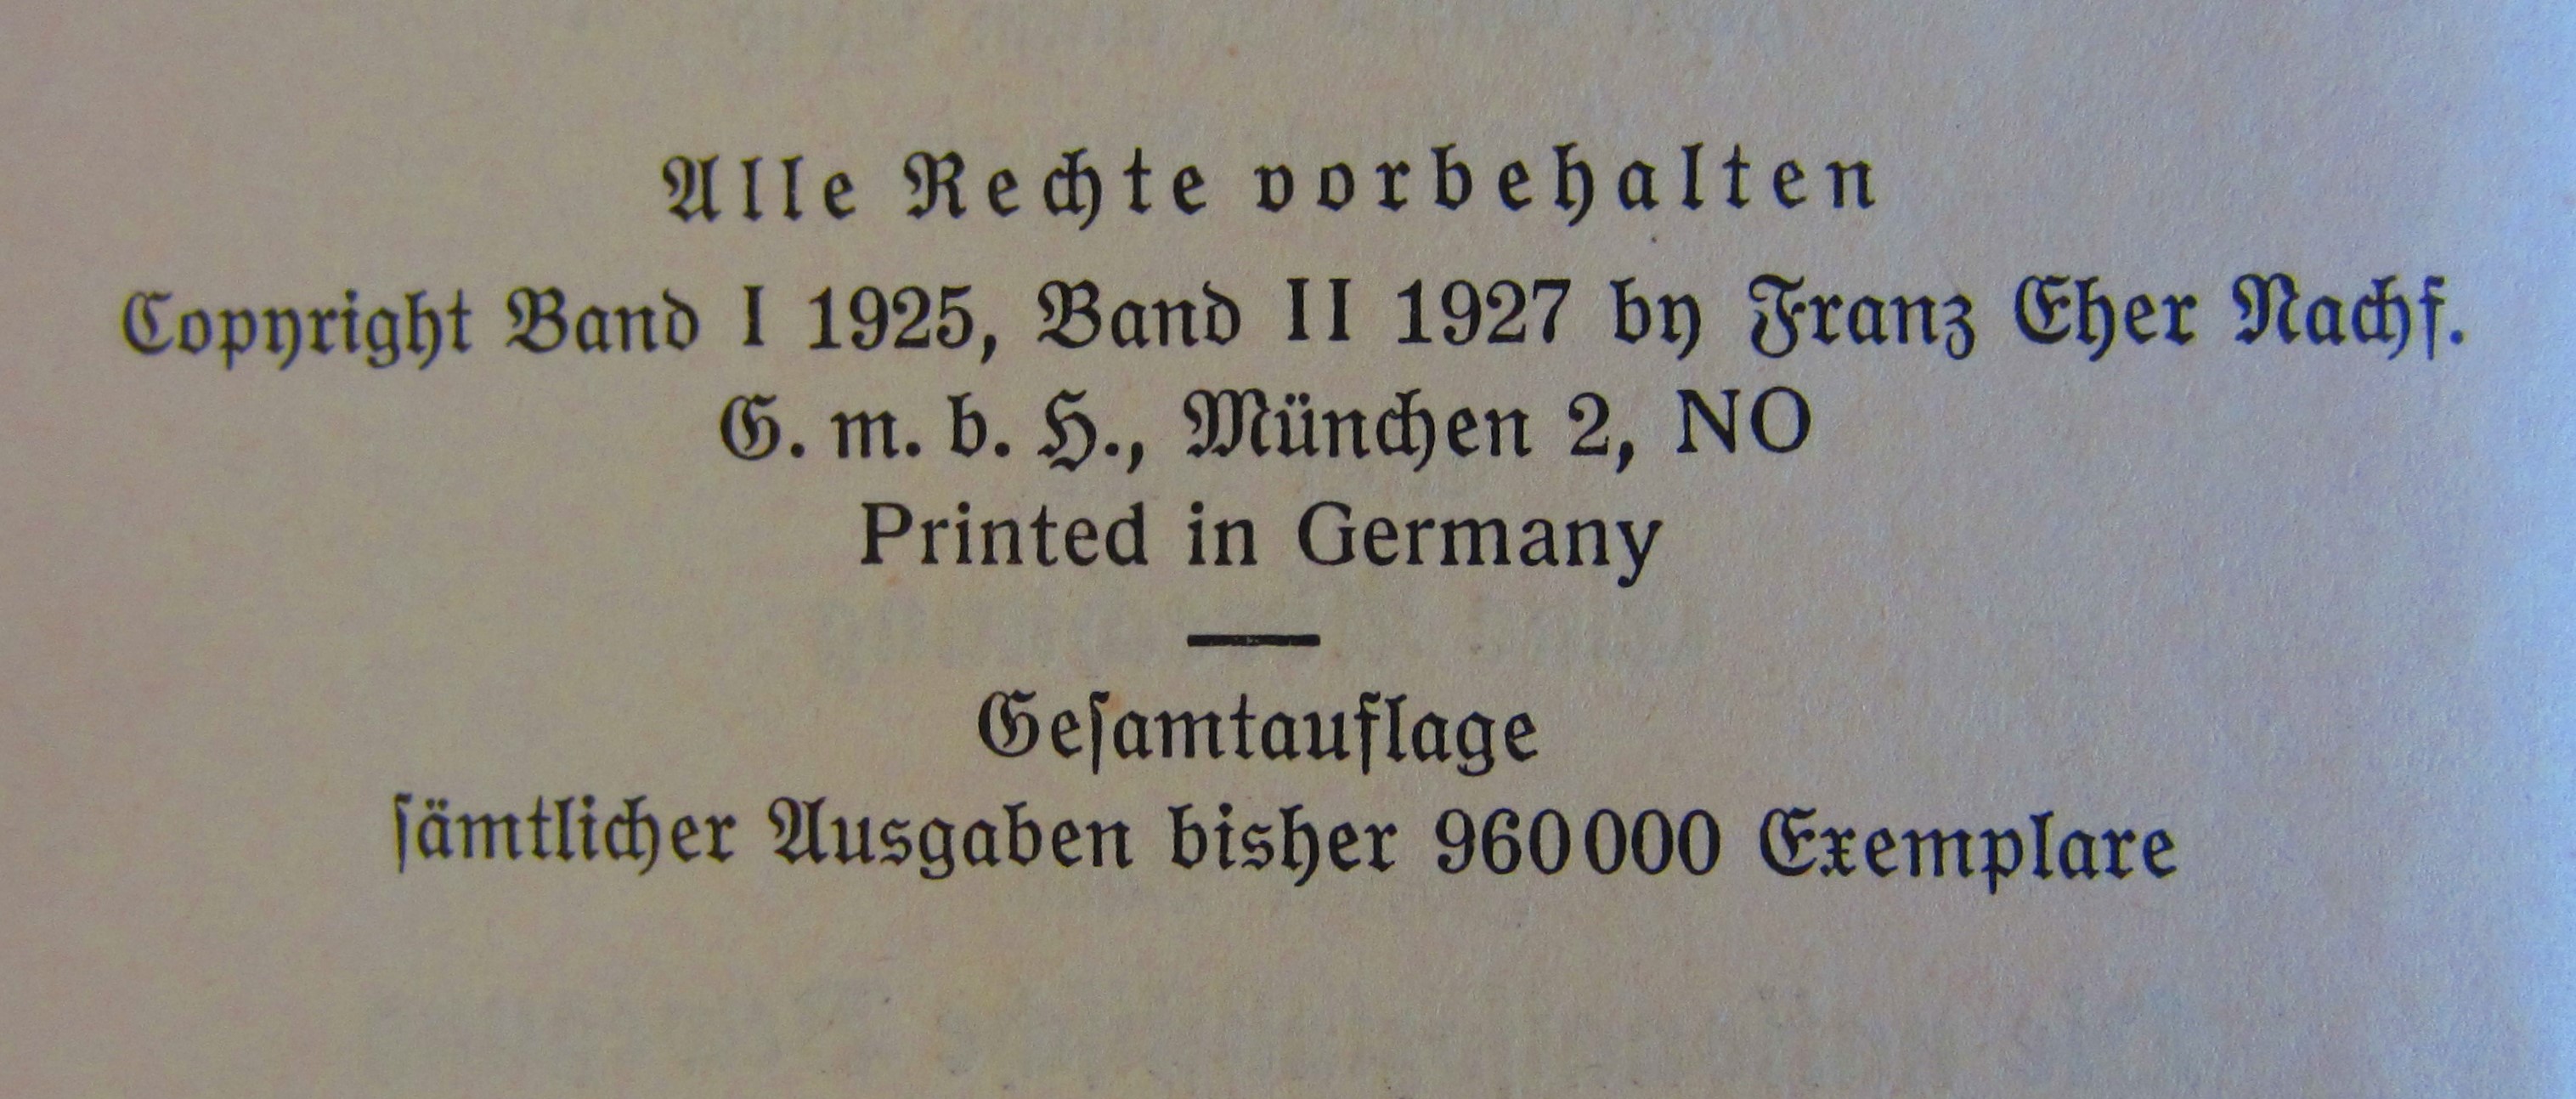 Alle Rechte vorbehalten
Copyright Band I 1925, Band II 1927 by Franz Eher Nachf.
G. m. b. H., München 2, NO
Printed in Germany
Geſamtauflage
ſämtlicher Ausgaben bisher 960000 Exemplare